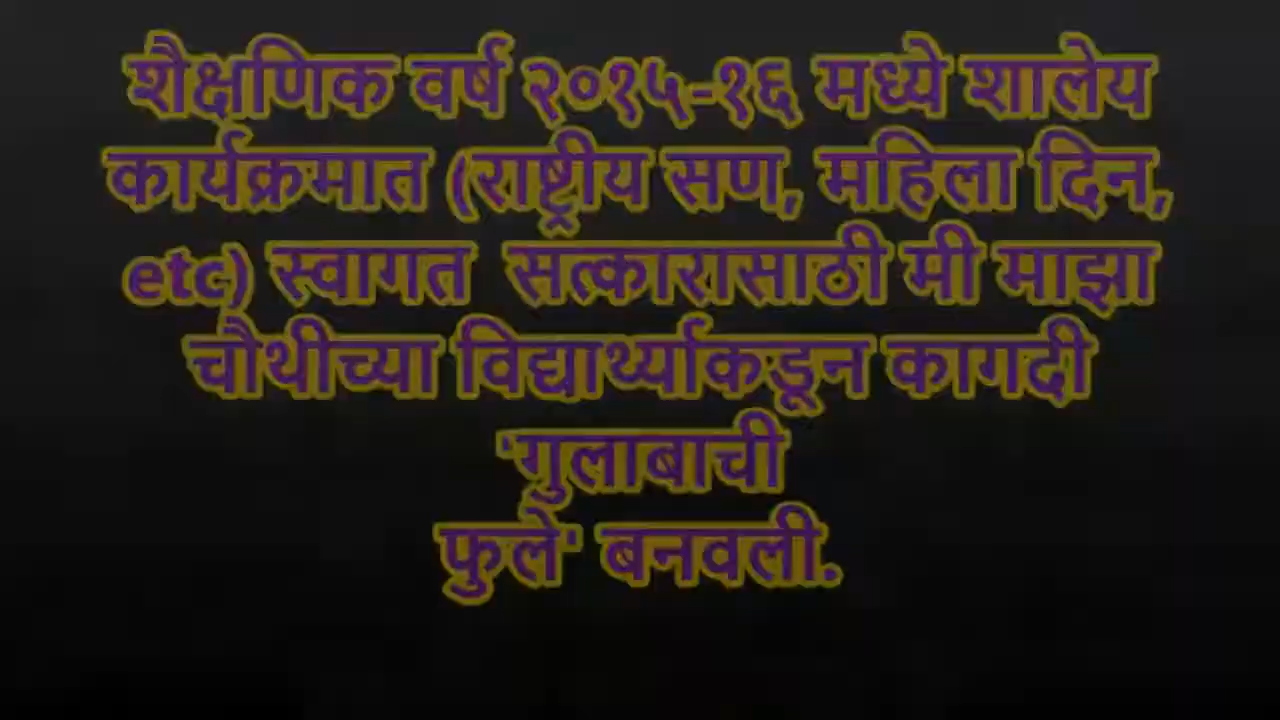 शैक्षणिक वर्ष २०१५-१६ मध्ये शालेय
कार्यक्रमात (राष्ट्रीय सण, महिला दिन,
etc) स्वागत सत्कारासाठी मी माझा
चौथीच्या विद्यार्थ्याकडून कागदी
'गुलाबाची
फुले' बनवली.